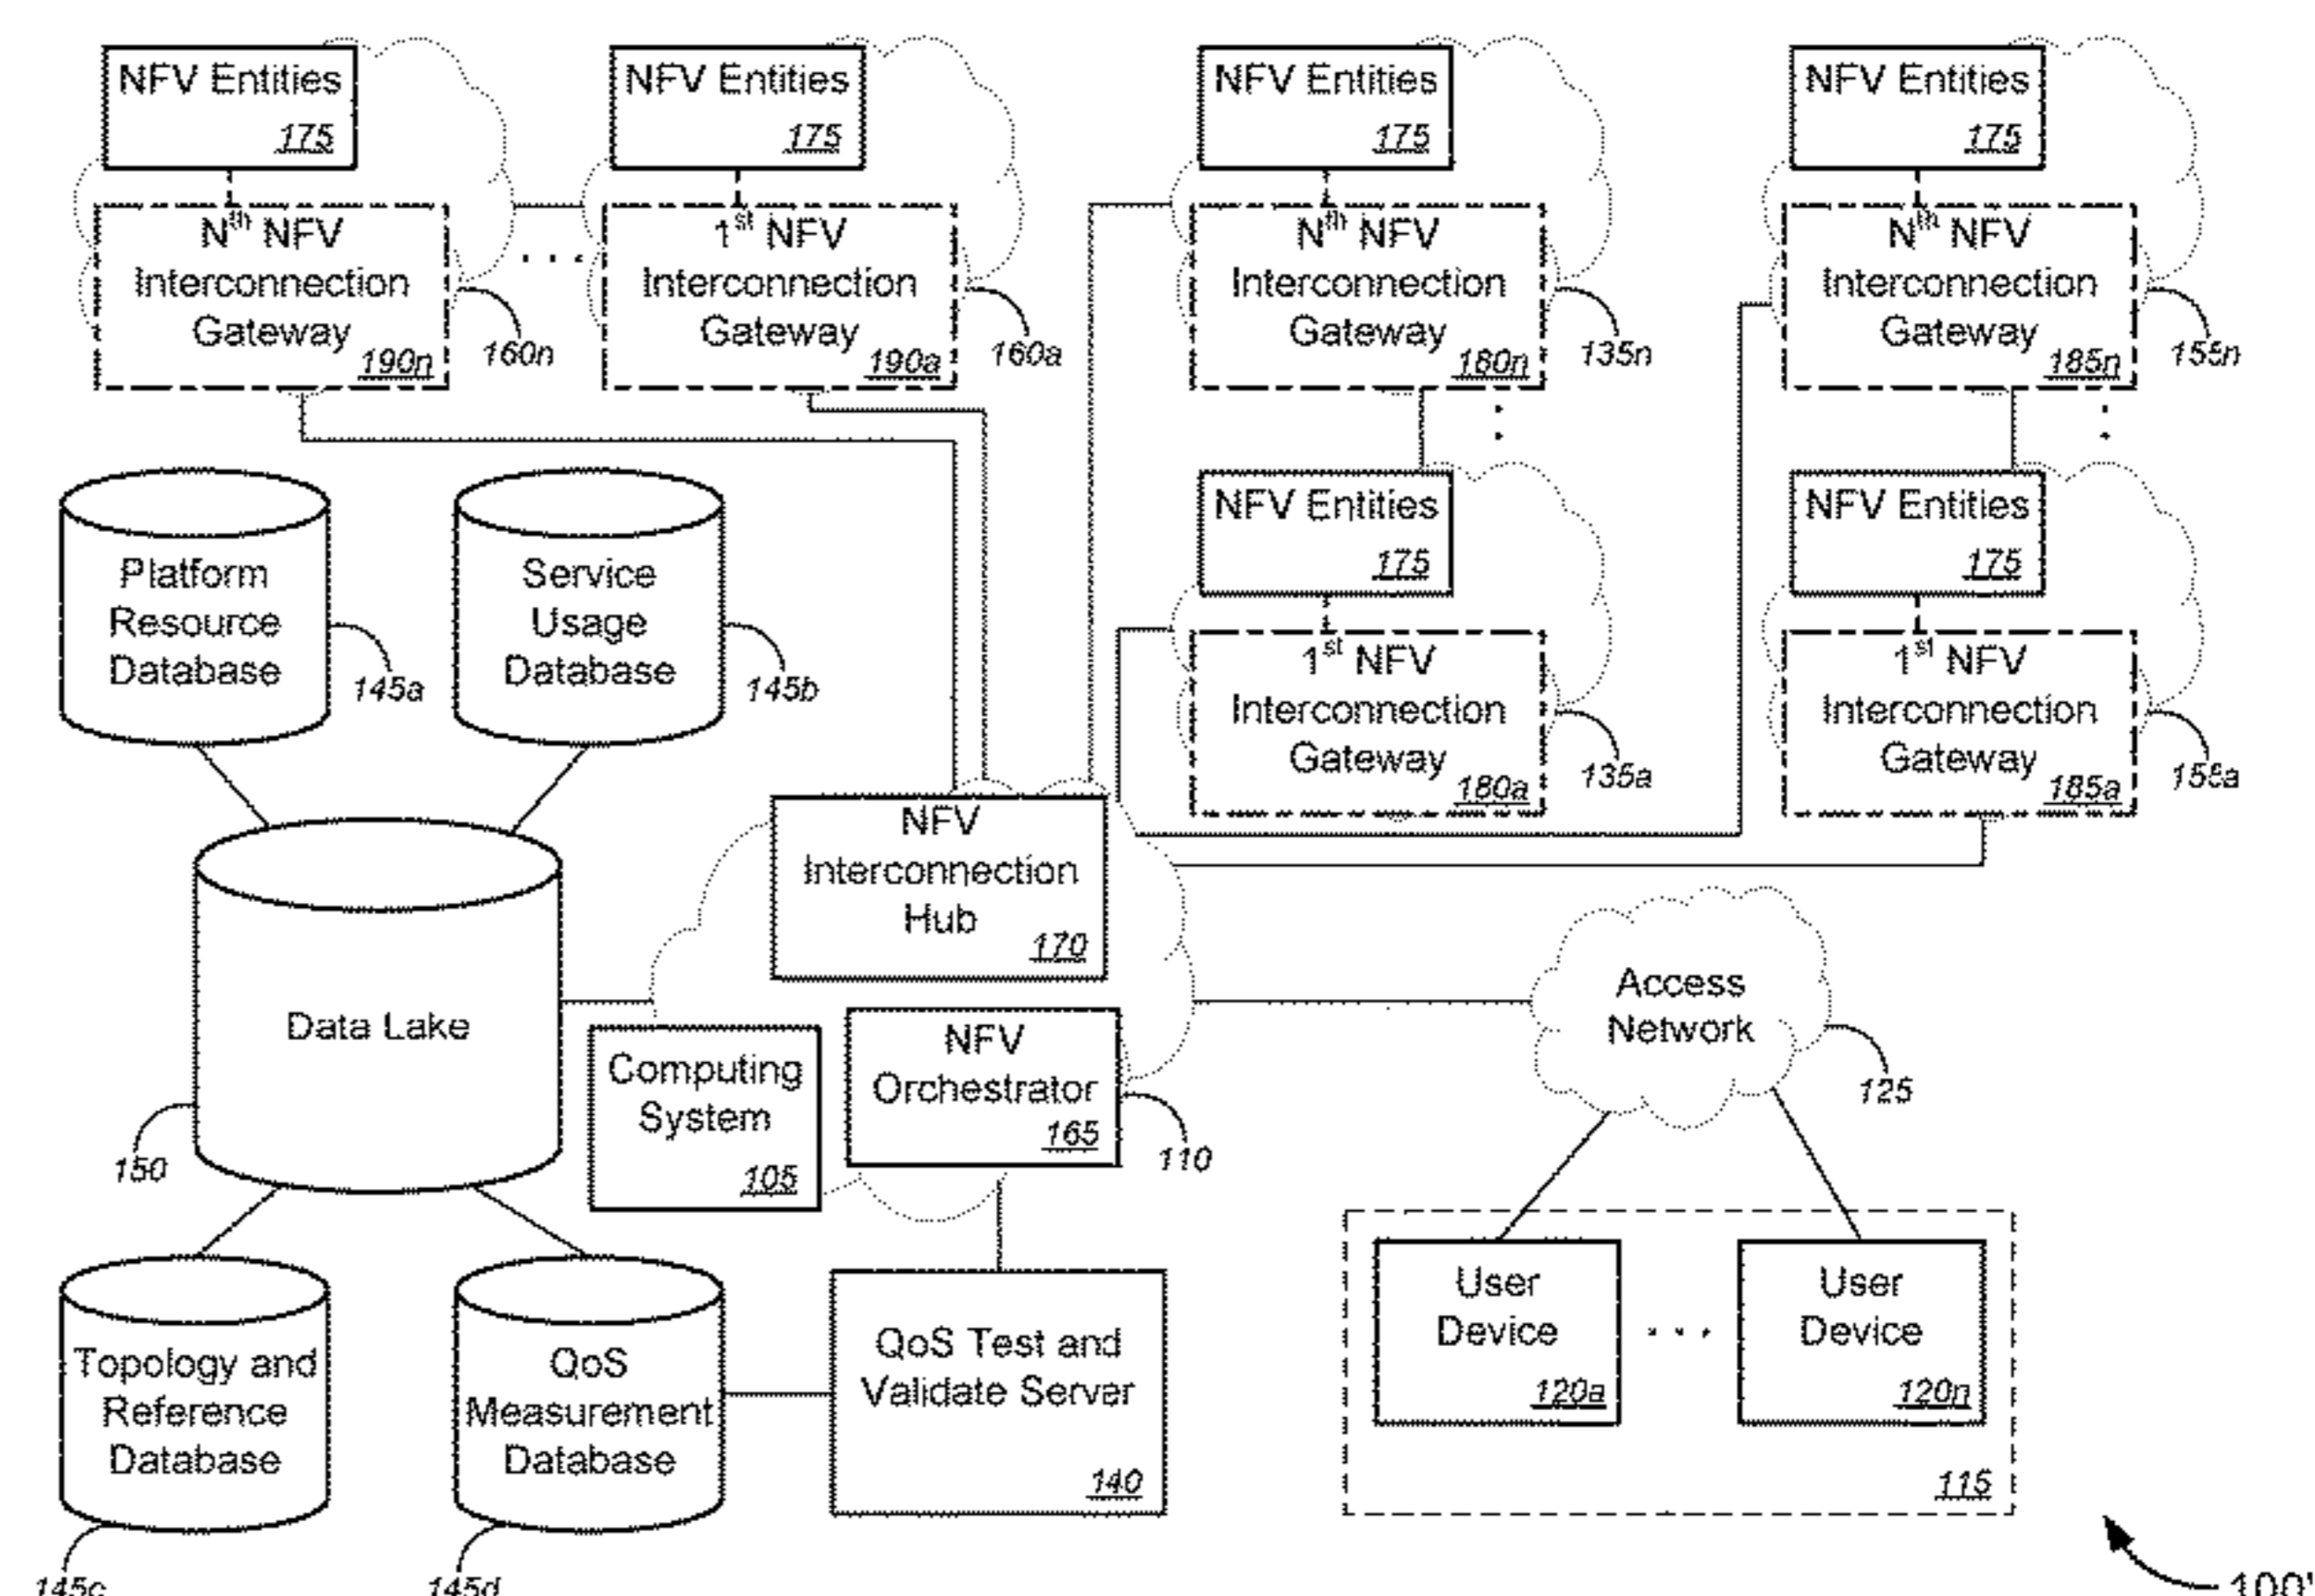 NFV Entities
175
Nth NFV
Interconnection
Gateway
190n
160n
. . .
NFV Entities
175
1st NFV
Interconnection
Gateway
190a
160a
NFV Entities
175
Nth NFV
Interconnection
Gateway
180n
135n
NFV Entities
175
Nth NFV
Interconnection
Gateway
185n
155n
NFV Entities
175
1st NFV
Interconnection
Gateway
180a
135a
NFV Entities
175
1st NFV
Interconnection
Gateway
185a
155a
Platform
Resource
Database
145a
Service
Usage
Database
145b
NFV
Interconnection
Hub
170
Data Lake
150
Computing
System
105
NFV
Orchestrator
165
110
Access
Network
125
Topology and
Reference
Database
145c
QoS
Measurement
Database
145d
QoS Test and
Validate Server
140
User
Device
120a
. . .
User
Device
120n
115
100'